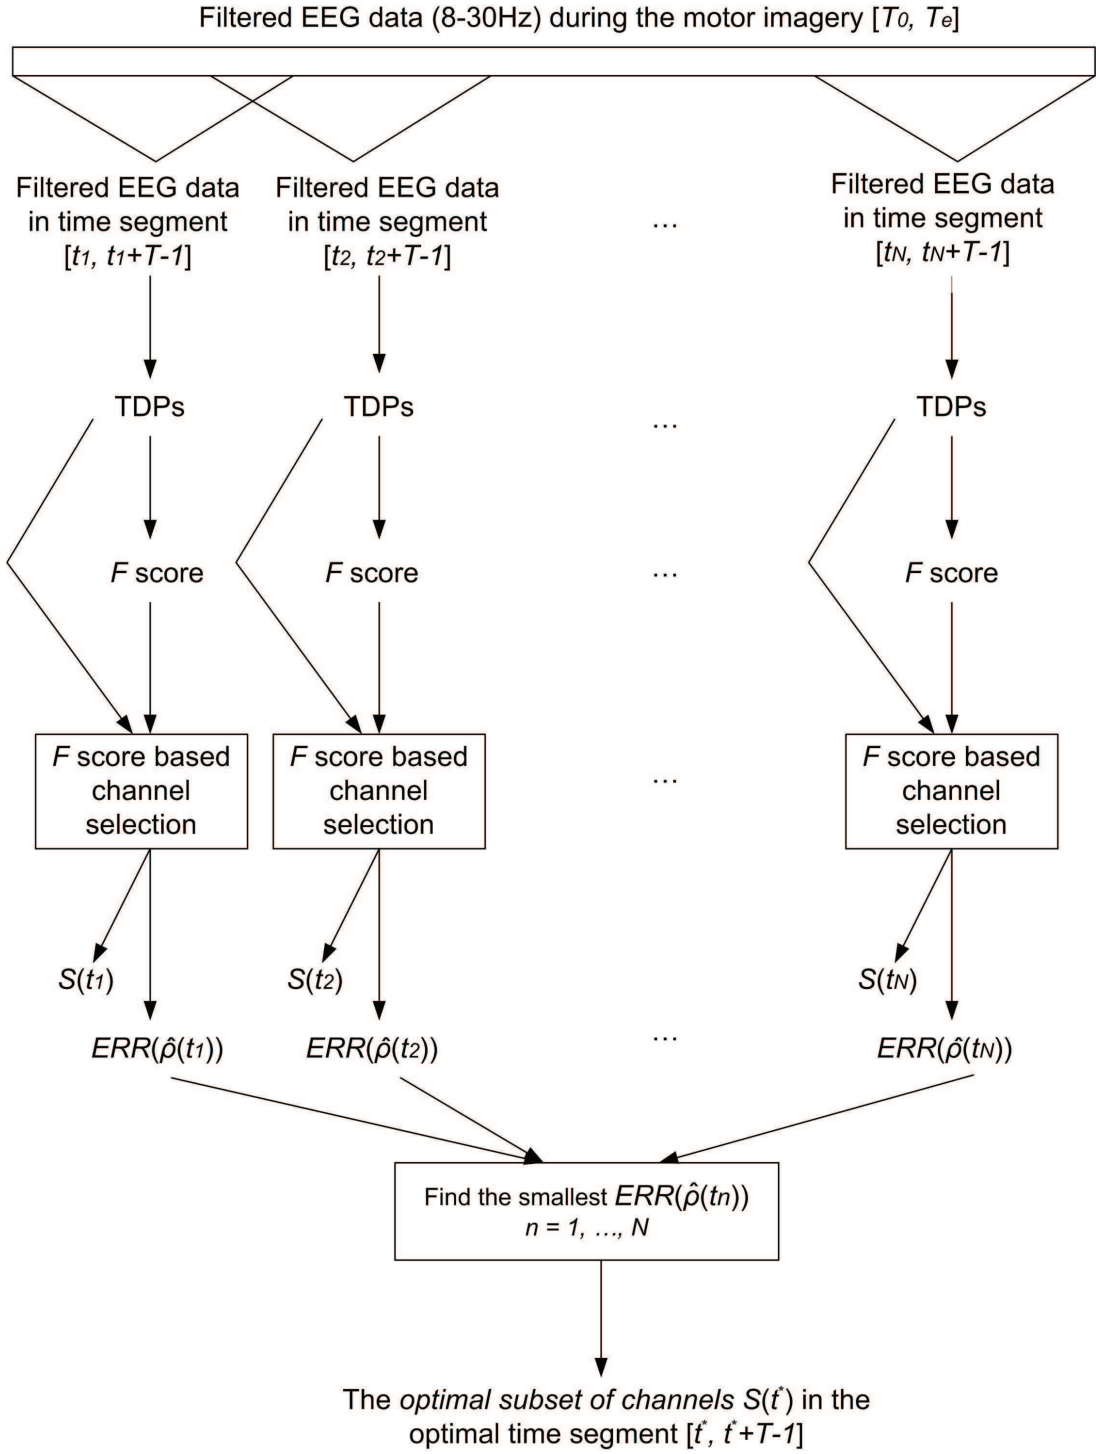 Filtered EEG data (8-30Hz) during the motor imagery [T0, Te]
Filtered EEG data
in time segment
[t1, t1+T-1]
Filtered EEG data
in time segment
[t2, t2+T-1]
...
Filtered EEG data
in time segment
[tN, tN+T-1]
TDPs
TDPs
...
TDPs
F score
F score
...
F score
F score based
channel
selection
F score based
channel
selection
...
F score based
channel
selection
S(t1)
S(t2)
S(tN)
ERR(ρ̂(t1))
ERR(ρ̂(t2))
...
ERR(ρ̂(tN))
Find the smallest ERR(ρ̂(tn))
n = 1, ..., N
The optimal subset of channels S(t*) in the
optimal time segment [t*, t*+T-1]